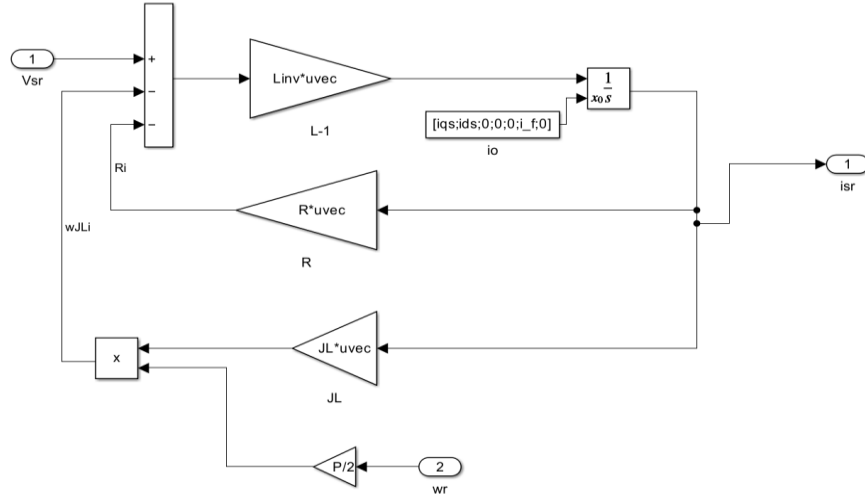 1
Vsr
+
−
−
Linv*uvec
L-1
1
x₀ s
[iqs;ids;0;0;0;i_f;0]
io
1
isr
Ri
R*uvec
R
wJLi
x
JL*uvec
JL
P/2
2
wr